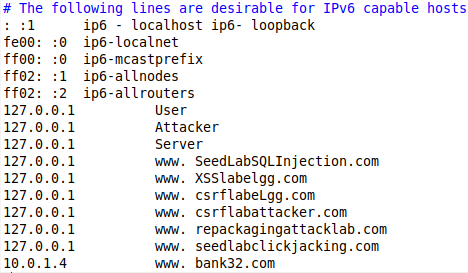 # The following lines are desirable for IPv6 capable hosts
: :1 ip6 - localhost ip6- loopback
fe00: :0 ip6-localnet
ff00: :0 ip6-mcastprefix
ff02: :1 ip6-allnodes
ff02: :2 ip6-allrouters
127.0.0.1 User
127.0.0.1 Attacker
127.0.0.1 Server
127.0.0.1 www. SeedLabSQLInjection.com
127.0.0.1 www. XSSlabelgg.com
127.0.0.1 www. csrflabeLgg.com
127.0.0.1 www. csrflabattacker.com
127.0.0.1 www. repackagingattacklab.com
127.0.0.1 www. seedlabclickjacking.com
10.0.1.4 www. bank32.com